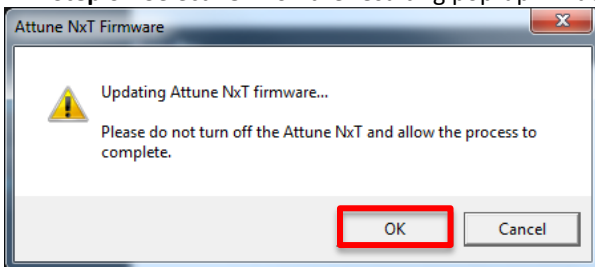 Attune NxT Firmware
Updating Attune NxT firmware...
Please do not turn off the Attune NxT and allow the process to
complete.
OK
Cancel